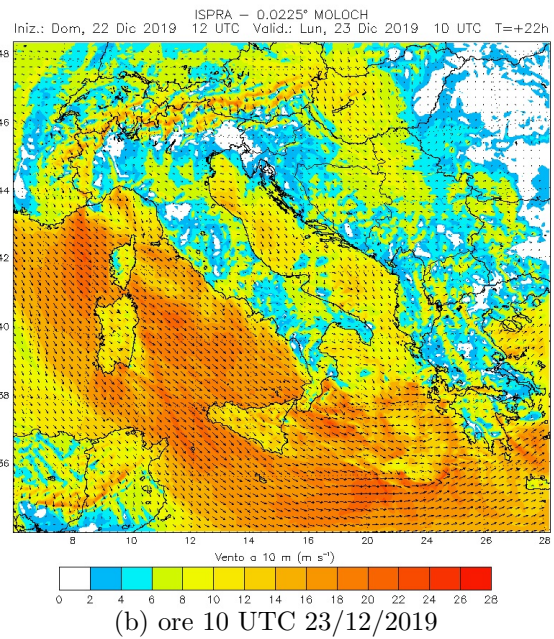 ISPRA − 0.0225° MOLOCH
Iniz.: Dom, 22 Dic 2019 12 UTC Valid.: Lun, 23 Dic 2019 10 UTC T=+22h
48
46
44
42
40
38
36
8 10 12 14 16 18 20 22 24 26 28
Vento a 10 m (m s⁻¹)
0 2 4 6 8 10 12 14 16 18 20 22 24 26 28
(b) ore 10 UTC 23/12/2019